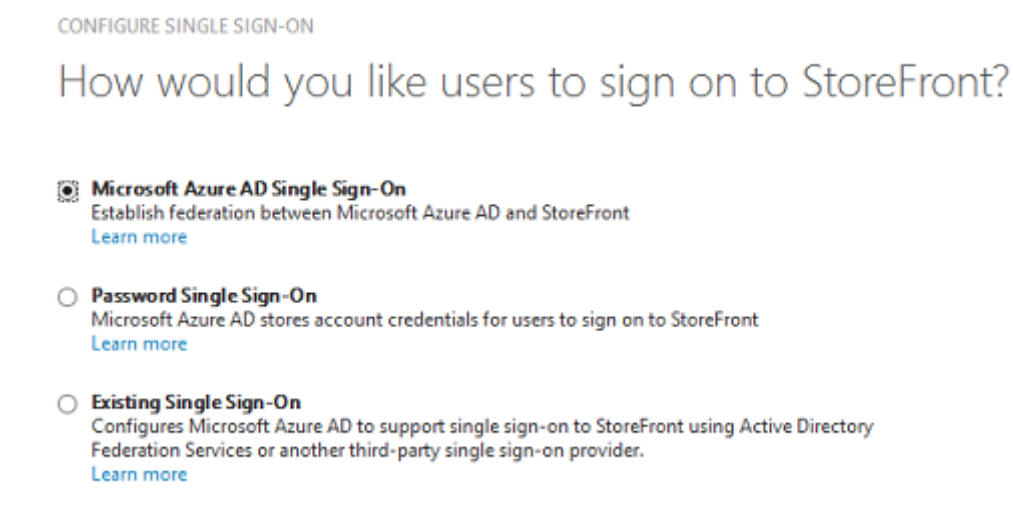 CONFIGURE SINGLE SIGN-ON
How would you like users to sign on to StoreFront?
Microsoft Azure AD Single Sign-On
Establish federation between Microsoft Azure AD and StoreFront
Learn more
Password Single Sign-On
Microsoft Azure AD stores account credentials for users to sign on to StoreFront
Learn more
Existing Single Sign-On
Configures Microsoft Azure AD to support single sign-on to StoreFront using Active Directory
Federation Services or another third-party single sign-on provider.
Learn more